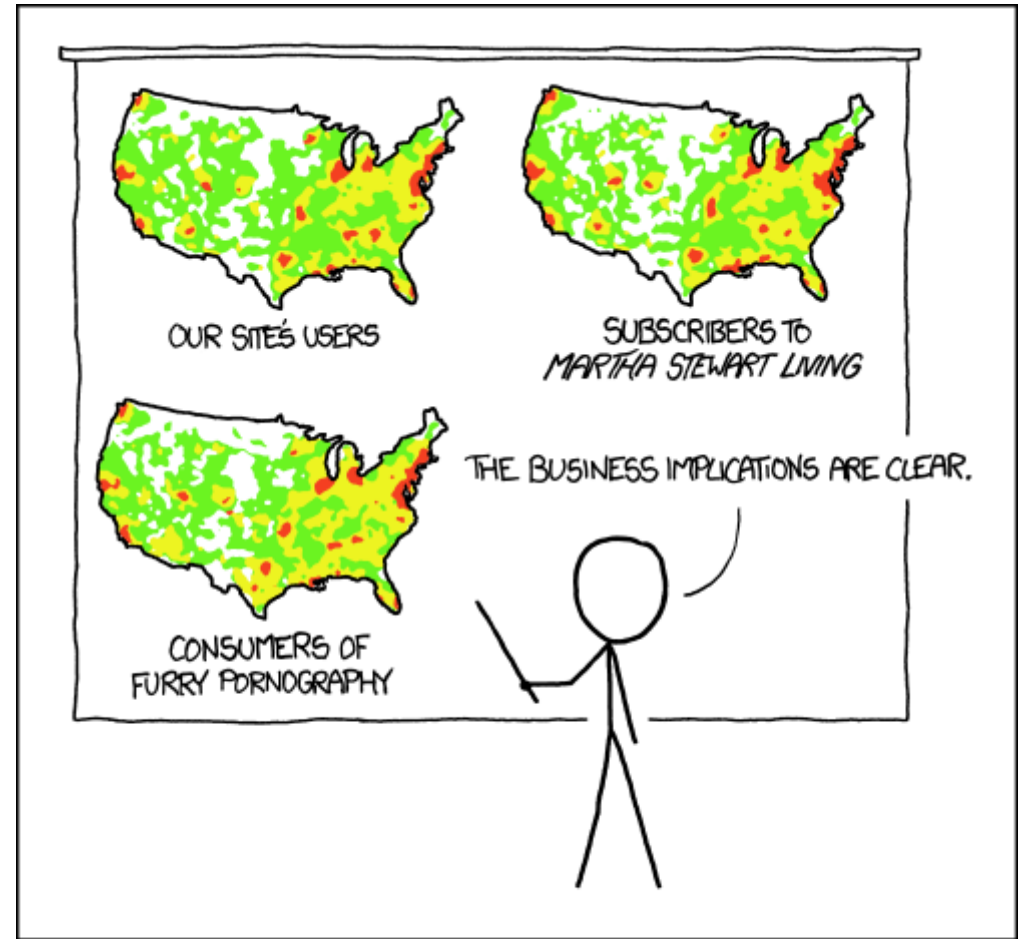 OUR SITE'S USERS
SUBSCRIBERS TO
MARTHA STEWART LIVING
CONSUMERS OF
FURRY PORNOGRAPHY
THE BUSINESS IMPLICATIONS ARE CLEAR.